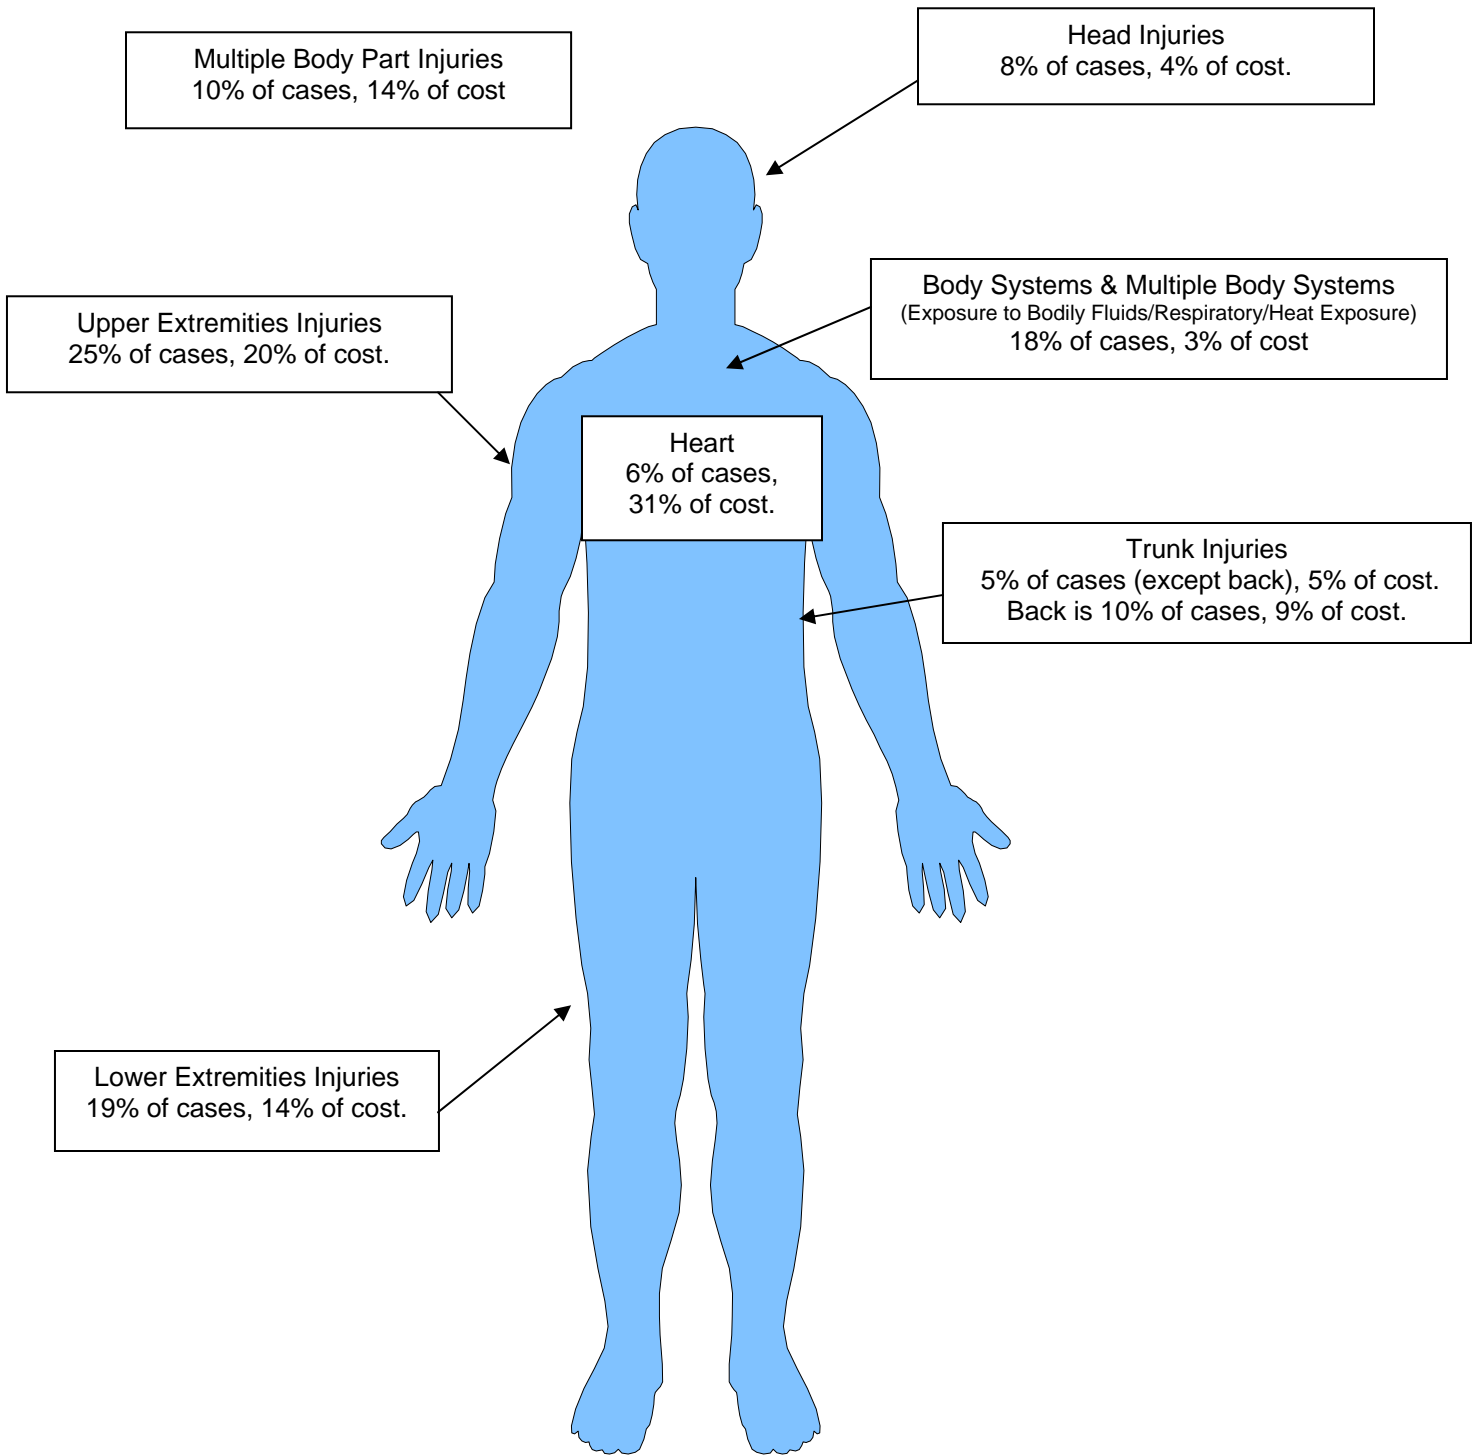 Multiple Body Part Injuries
10% of cases, 14% of cost
Head Injuries
8% of cases, 4% of cost.
Body Systems & Multiple Body Systems
(Exposure to Bodily Fluids/Respiratory/Heat Exposure)
18% of cases, 3% of cost
Upper Extremities Injuries
25% of cases, 20% of cost.
Heart
6% of cases,
31% of cost.
Trunk Injuries
5% of cases (except back), 5% of cost.
Back is 10% of cases, 9% of cost.
Lower Extremities Injuries
19% of cases, 14% of cost.